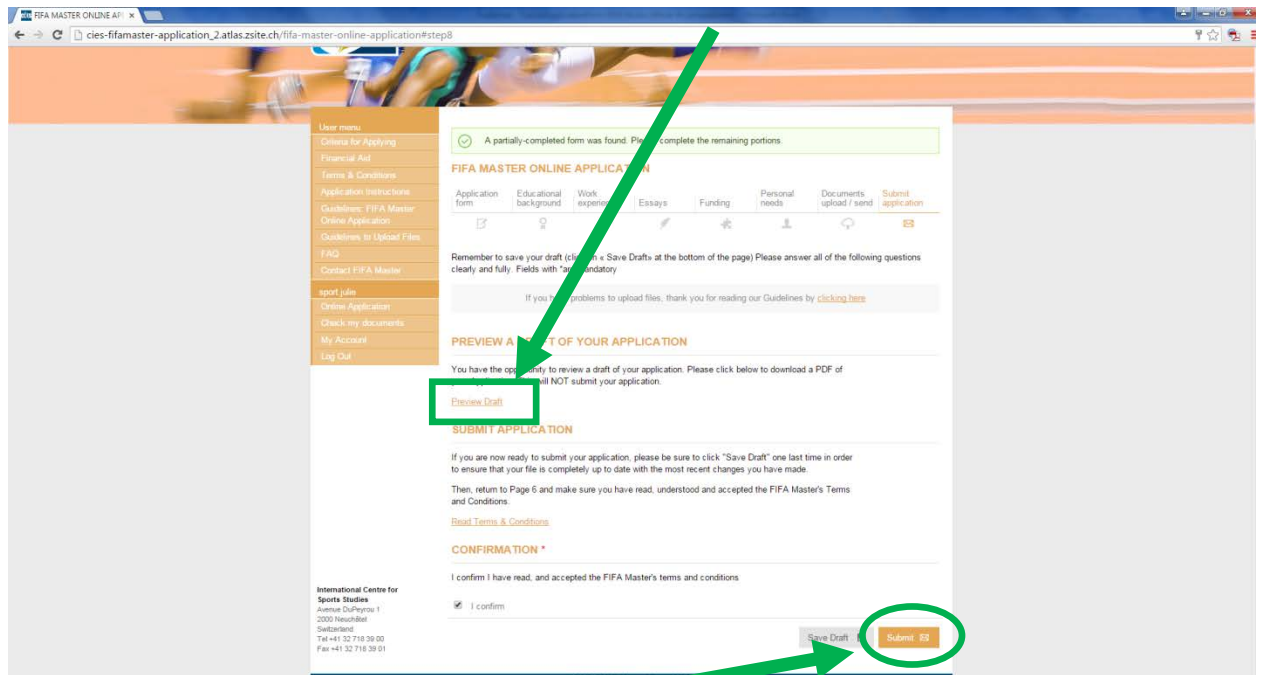 FIFA MASTER ONLINE API
cies-fifamaster-application_2.atlas.zsite.ch/fifa-master-online-application#step8
User menu
Criteria for Applying
Financial Aid
Terms & Conditions
Application Instructions
Guidelines: FIFA Master
Online Application
Guidelines to Upload Files
FAQ
Contact FIFA Master
sport julie
Online Application
Check my documents
My Account
Log Out
International Centre for
Sports Studies
Avenue DuPeyrou 1
2000 Neuchâtel
Switzerland
Tel +41 32 718 39 00
Fax +41 32 718 39 01
A partially-completed form was found. complete the remaining portions
FIFA MASTER ONLINE APPLICATION
Application form
Educational background
Work
Essays
Funding
Personal needs
Documents upload / send
Submit application
Remember to save your draft « Save Draft» at the bottom of the page) Please answer all of the following questions
clearly and fully. Fields with mandatory
If you problems to upload files, thank you for reading our Guidelines by clicking here
PREVIEW A OF YOUR APPLICATION
You have the to review a draft of your application. Please click below to download a PDF of
will NOT submit your application.
Preview Draft
SUBMIT APPLICATION
If you are now ready to submit your application, please be sure to click "Save Draft" one last time in order
to ensure that your file is completely up to date with the most recent changes you have made.
Then, return to Page 6 and make sure you have read, understood and accepted the FIFA Master's Terms
and Conditions.
Read Terms & Conditions
CONFIRMATION *
I confirm I have read, and accepted the FIFA Master's terms and conditions
I confirm
Save Draft
Submit